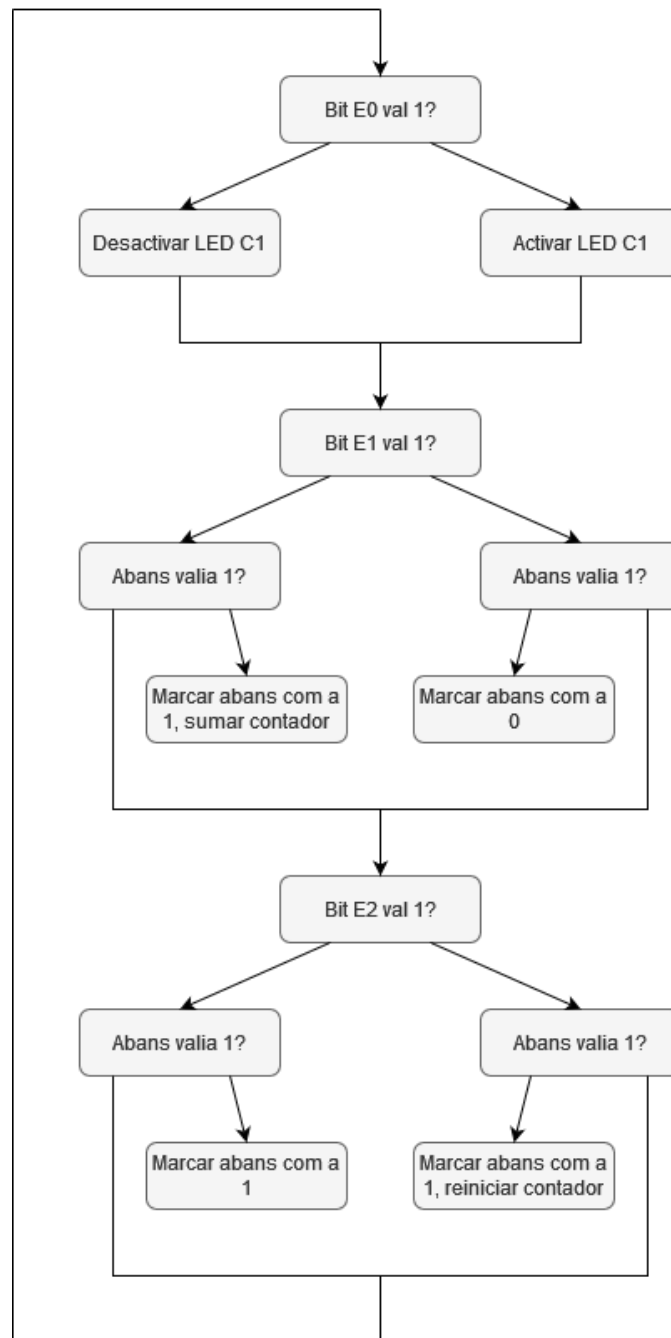 Bit E0 val 1?
Desactivar LED C1
Activar LED C1
Bit E1 val 1?
Abans valia 1?
Abans valia 1?
Marcar abans com a
1, sumar contador
Marcar abans com a
0
Bit E2 val 1?
Abans valia 1?
Abans valia 1?
Marcar abans com a
1
Marcar abans com a
1, reiniciar contador